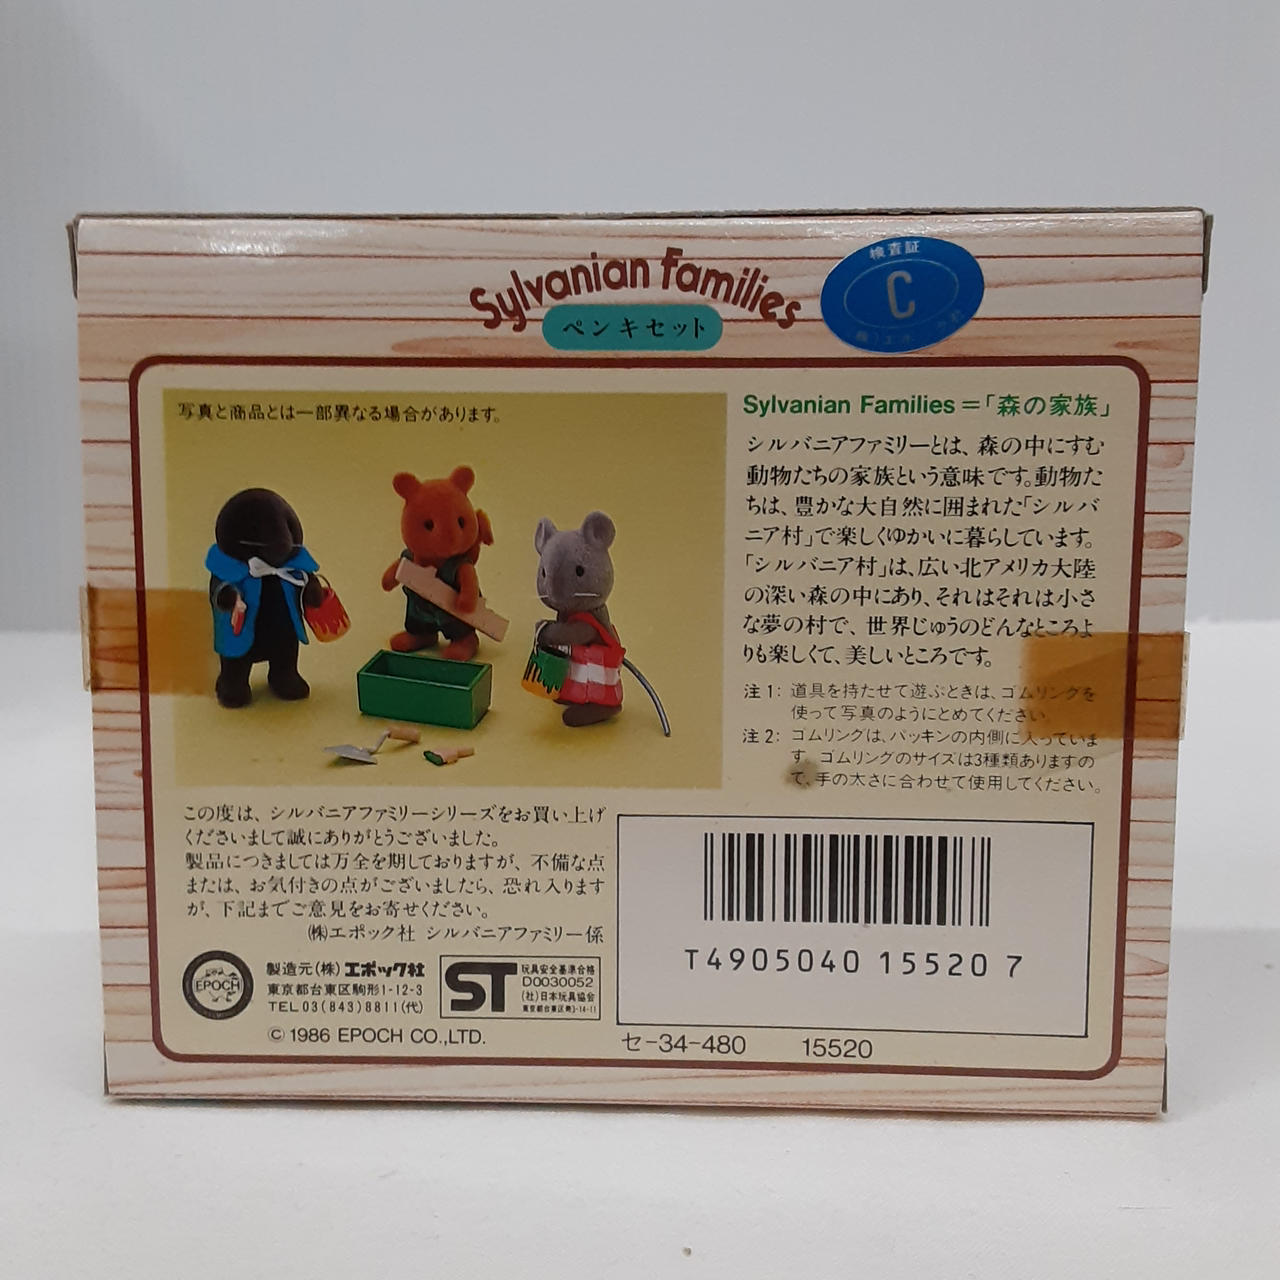 Sylvanian families
ペンキセット
検査証
C
写真と商品とは一部異なる場合があります。
Sylvanian Families=「森の家族」
シルバニアファミリーとは、森の中にすむ
動物たちの家族という意味です。動物た
ちは、豊かな大自然に囲まれた「シルバ
ニア村」で楽しくゆかいに暮らしています。
「シルバニア村」は、広い北アメリカ大陸
の深い森の中にあり、それはそれは小さ
な夢の村で、世界じゅうのどんなところよ
りも楽しくて、美しいところです。
注1: 道具を持たせて遊ぶときは、ゴムリングを
使って写真のようにとめてください。
注2: ゴムリングは、パッキンの内側に入っていま
す。ゴムリングのサイズは3種類ありますの
で、手の太さに合わせて使用してください。
この度は、シルバニアファミリーシリーズをお買い上げ
くださいまして誠にありがとうございました。
製品につきましては万全を期しておりますが、不備な点
または、お気付きの点がございましたら、恐れ入ります
が、下記までご意見をお寄せください。
(株)エポック社 シルバニアファミリー係
EPOCH
製造元(株)エポック社
東京都台東区駒形1-12-3
TEL 03(843)8811(代)
ST
玩具安全基準合格
D0030052
(社)日本玩具協会
© 1986 EPOCH CO.,LTD.
T4905040 155207
セ-34-480 15520